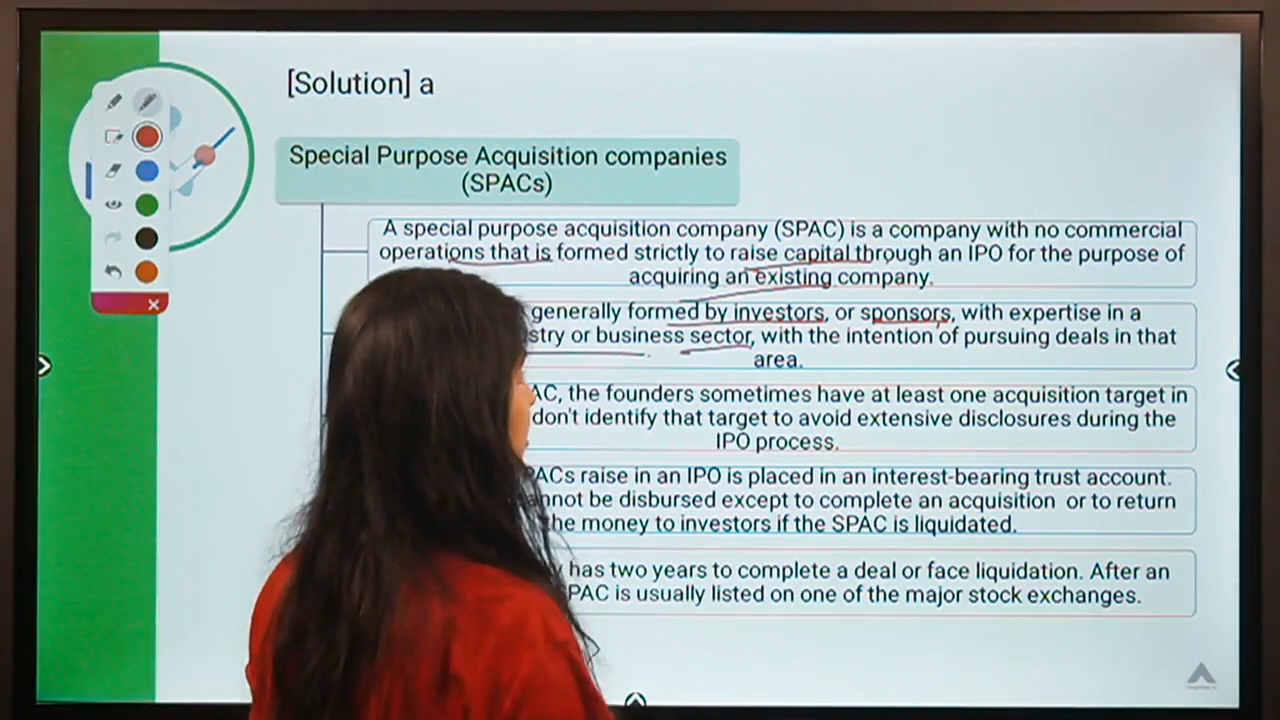 [Solution] a
Special Purpose Acquisition companies
(SPACs)
A special purpose acquisition company (SPAC) is a company with no commercial
operations that is formed strictly to raise capital through an IPO for the purpose of
acquiring an existing company.
generally formed by investors, or sponsors, with expertise in a
or business sector, with the intention of pursuing deals in that
area.
the founders sometimes have at least one acquisition target in
don't identify that target to avoid extensive disclosures during the
IPO process.
raise in an IPO is placed in an interest-bearing trust account.
be disbursed except to complete an acquisition or to return
money to investors if the SPAC is liquidated.
has two years to complete a deal or face liquidation. After an
is usually listed on one of the major stock exchanges.